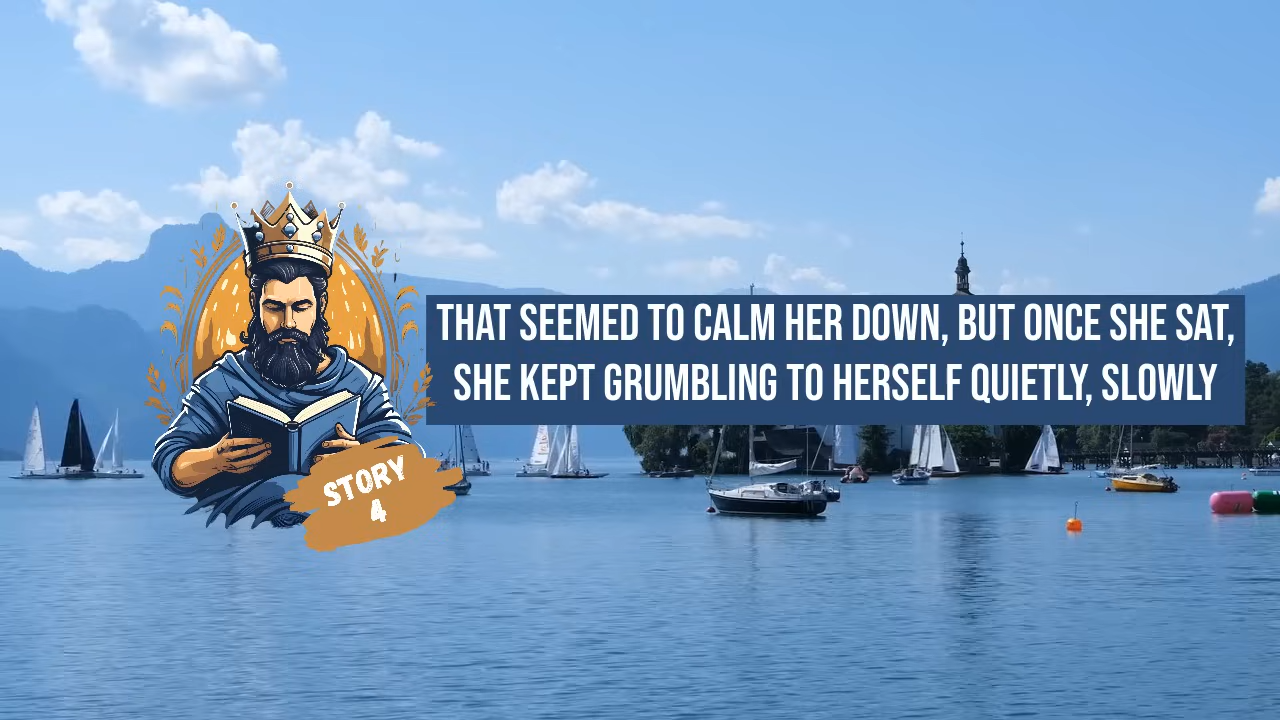 THAT SEEMED TO CALM HER DOWN, BUT ONCE SHE SAT,
SHE KEPT GRUMBLING TO HERSELF QUIETLY, SLOWLY
STORY
4